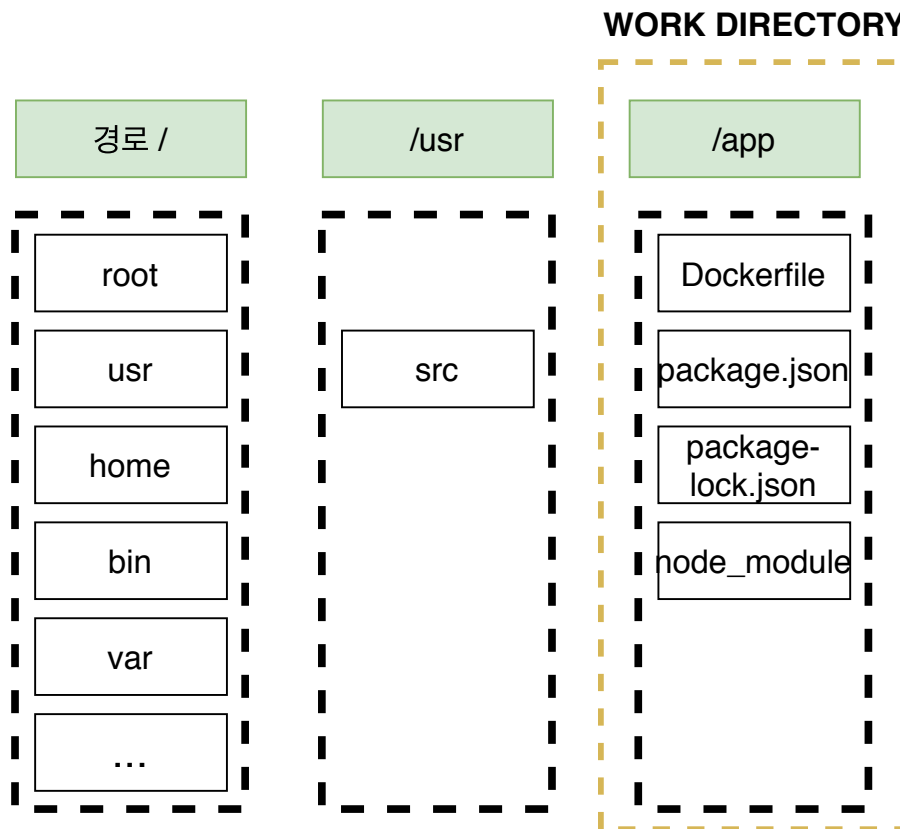 WORK DIRECTORY
경로 /
/usr
/app
root
usr
home
bin
var
...
src
Dockerfile
package.json
package-
lock.json
node_module